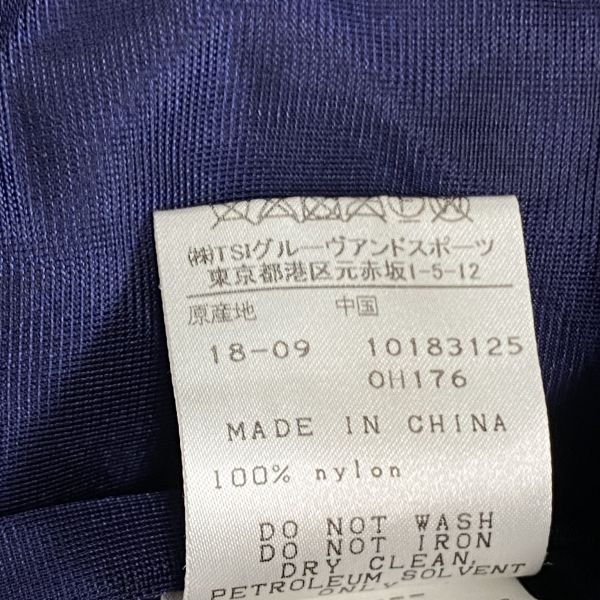 (株)TSIグルーヴアンドスポーツ
東京都港区元赤坂1-5-12
原産地 中国
18-09 10183125
OH176
MADE IN CHINA
100% nylon
DO NOT WASH
DO NOT IRON
DRY CLEAN,
PETROLEUM SOLVENT
ONLY